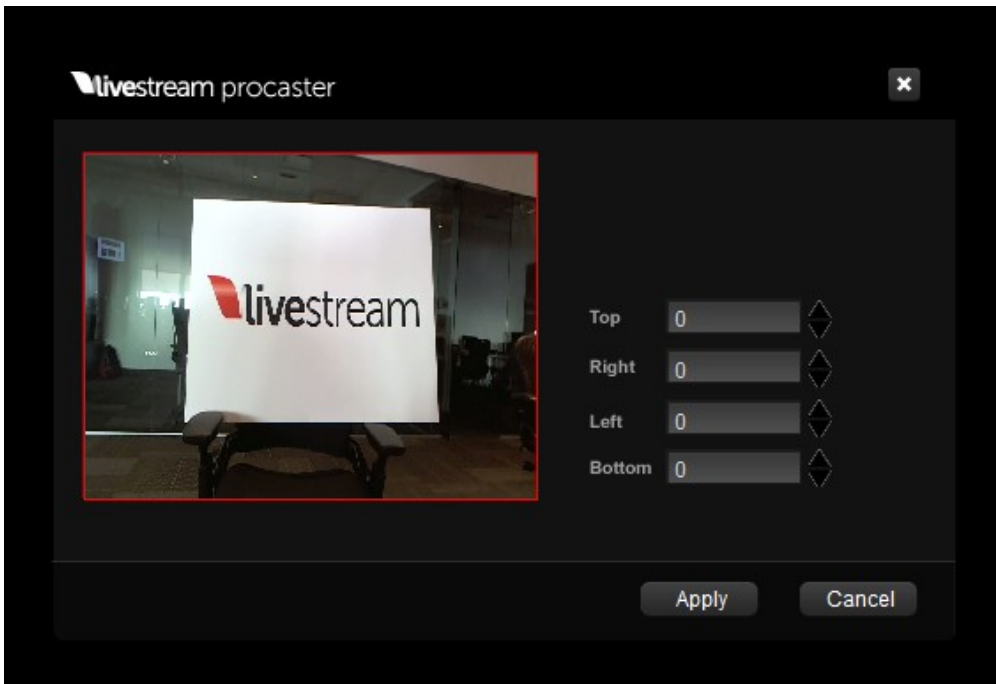 livestream procaster
livestream
Top 0
Right 0
Left 0
Bottom 0
Apply Cancel